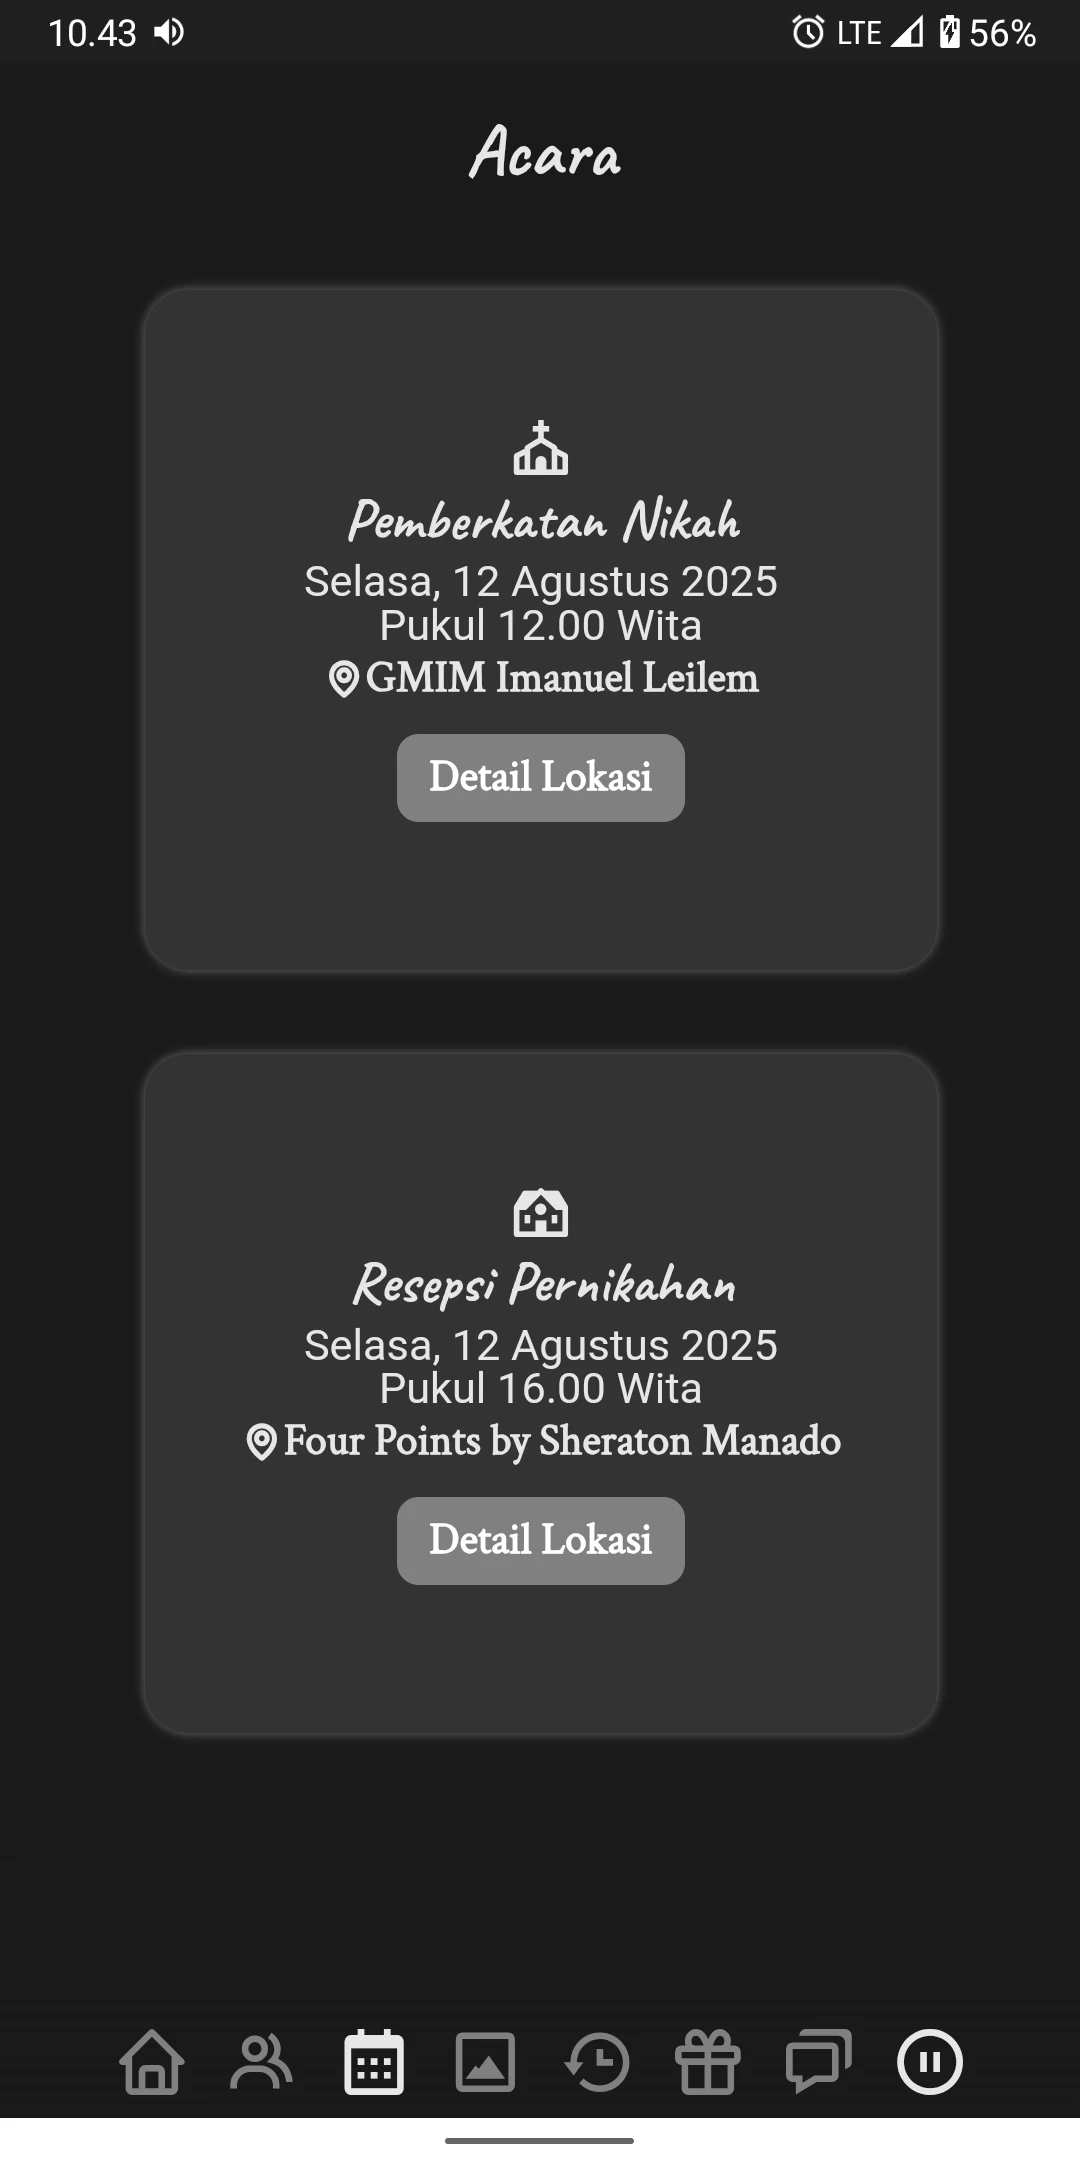 10.43
LTE 56%
Acara
Pemberkatan Nikah
Selasa, 12 Agustus 2025
Pukul 12.00 Wita
GMIM Imanuel Leilem
Detail Lokasi
Resepsi Pernikahan
Selasa, 12 Agustus 2025
Pukul 16.00 Wita
Four Points by Sheraton Manado
Detail Lokasi